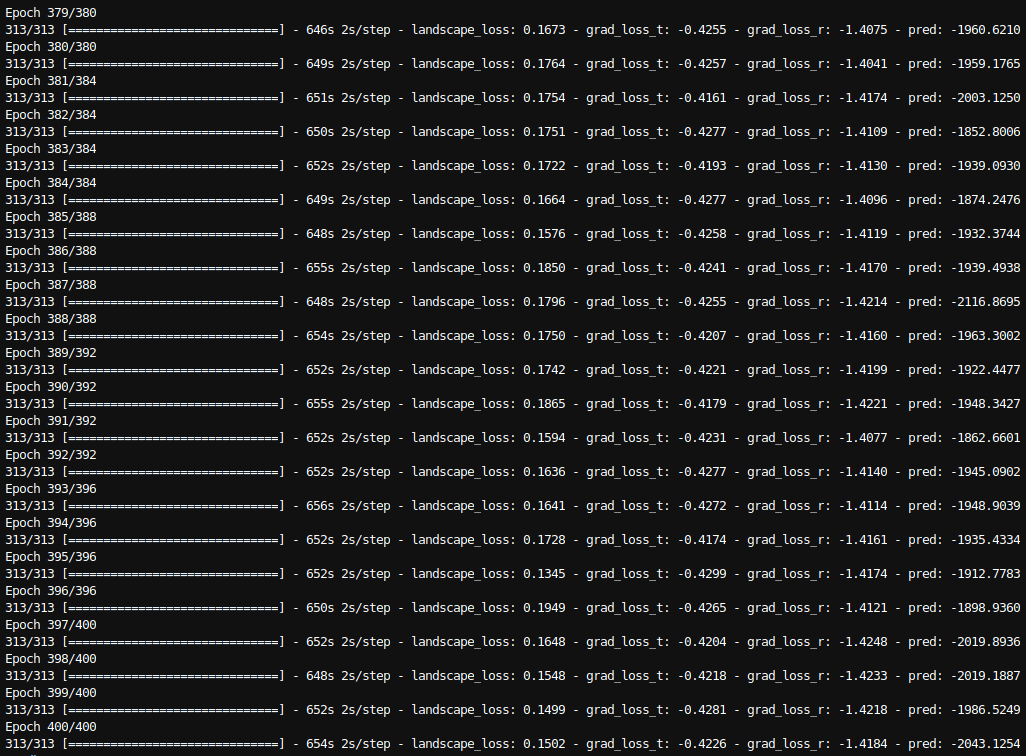 Epoch 379/380
313/313 [==============================] - 646s 2s/step - landscape_loss: 0.1673 - grad_loss_t: -0.4255 - grad_loss_r: -1.4075 - pred: -1960.6210
Epoch 380/380
313/313 [==============================] - 649s 2s/step - landscape_loss: 0.1764 - grad_loss_t: -0.4257 - grad_loss_r: -1.4041 - pred: -1959.1765
Epoch 381/384
313/313 [==============================] - 651s 2s/step - landscape_loss: 0.1754 - grad_loss_t: -0.4161 - grad_loss_r: -1.4174 - pred: -2003.1250
Epoch 382/384
313/313 [==============================] - 650s 2s/step - landscape_loss: 0.1751 - grad_loss_t: -0.4277 - grad_loss_r: -1.4109 - pred: -1852.8006
Epoch 383/384
313/313 [==============================] - 652s 2s/step - landscape_loss: 0.1722 - grad_loss_t: -0.4193 - grad_loss_r: -1.4130 - pred: -1939.0930
Epoch 384/384
313/313 [==============================] - 649s 2s/step - landscape_loss: 0.1664 - grad_loss_t: -0.4277 - grad_loss_r: -1.4096 - pred: -1874.2476
Epoch 385/388
313/313 [==============================] - 648s 2s/step - landscape_loss: 0.1576 - grad_loss_t: -0.4258 - grad_loss_r: -1.4119 - pred: -1932.3744
Epoch 386/388
313/313 [==============================] - 655s 2s/step - landscape_loss: 0.1850 - grad_loss_t: -0.4241 - grad_loss_r: -1.4170 - pred: -1939.4938
Epoch 387/388
313/313 [==============================] - 648s 2s/step - landscape_loss: 0.1796 - grad_loss_t: -0.4255 - grad_loss_r: -1.4214 - pred: -2116.8695
Epoch 388/388
313/313 [==============================] - 654s 2s/step - landscape_loss: 0.1750 - grad_loss_t: -0.4207 - grad_loss_r: -1.4160 - pred: -1963.3002
Epoch 389/392
313/313 [==============================] - 652s 2s/step - landscape_loss: 0.1742 - grad_loss_t: -0.4221 - grad_loss_r: -1.4199 - pred: -1922.4477
Epoch 390/392
313/313 [==============================] - 655s 2s/step - landscape_loss: 0.1865 - grad_loss_t: -0.4179 - grad_loss_r: -1.4221 - pred: -1948.3427
Epoch 391/392
313/313 [==============================] - 652s 2s/step - landscape_loss: 0.1594 - grad_loss_t: -0.4231 - grad_loss_r: -1.4077 - pred: -1862.6601
Epoch 392/392
313/313 [==============================] - 652s 2s/step - landscape_loss: 0.1636 - grad_loss_t: -0.4277 - grad_loss_r: -1.4140 - pred: -1945.0902
Epoch 393/396
313/313 [==============================] - 656s 2s/step - landscape_loss: 0.1641 - grad_loss_t: -0.4272 - grad_loss_r: -1.4114 - pred: -1948.9039
Epoch 394/396
313/313 [==============================] - 652s 2s/step - landscape_loss: 0.1728 - grad_loss_t: -0.4174 - grad_loss_r: -1.4161 - pred: -1935.4334
Epoch 395/396
313/313 [==============================] - 652s 2s/step - landscape_loss: 0.1345 - grad_loss_t: -0.4299 - grad_loss_r: -1.4174 - pred: -1912.7783
Epoch 396/396
313/313 [==============================] - 650s 2s/step - landscape_loss: 0.1949 - grad_loss_t: -0.4265 - grad_loss_r: -1.4121 - pred: -1898.9360
Epoch 397/400
313/313 [==============================] - 652s 2s/step - landscape_loss: 0.1648 - grad_loss_t: -0.4204 - grad_loss_r: -1.4248 - pred: -2019.8936
Epoch 398/400
313/313 [==============================] - 648s 2s/step - landscape_loss: 0.1548 - grad_loss_t: -0.4218 - grad_loss_r: -1.4233 - pred: -2019.1887
Epoch 399/400
313/313 [==============================] - 652s 2s/step - landscape_loss: 0.1499 - grad_loss_t: -0.4281 - grad_loss_r: -1.4218 - pred: -1986.5249
Epoch 400/400
313/313 [==============================] - 654s 2s/step - landscape_loss: 0.1502 - grad_loss_t: -0.4226 - grad_loss_r: -1.4184 - pred: -2043.1254